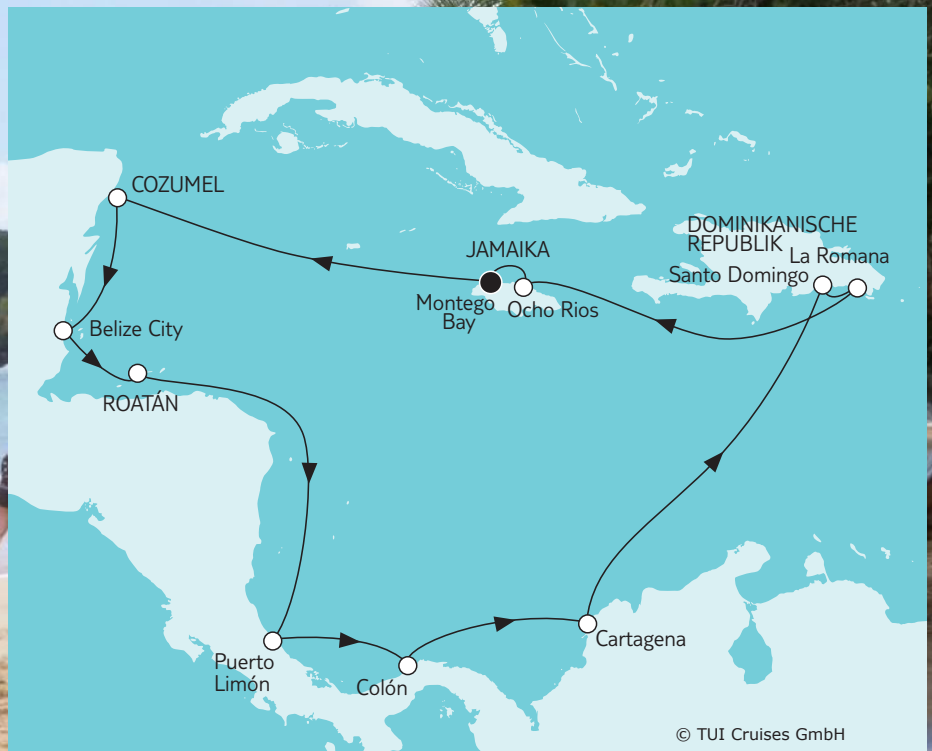 COZUMEL
DOMINIKANISCHE
REPUBLIK
La Romana
JAMAIKA
Santo Domingo
Montego
Bay
Ocho Rios
Belize City
ROATÁN
Cartagena
Puerto
Limón
Colón
© TUI Cruises GmbH